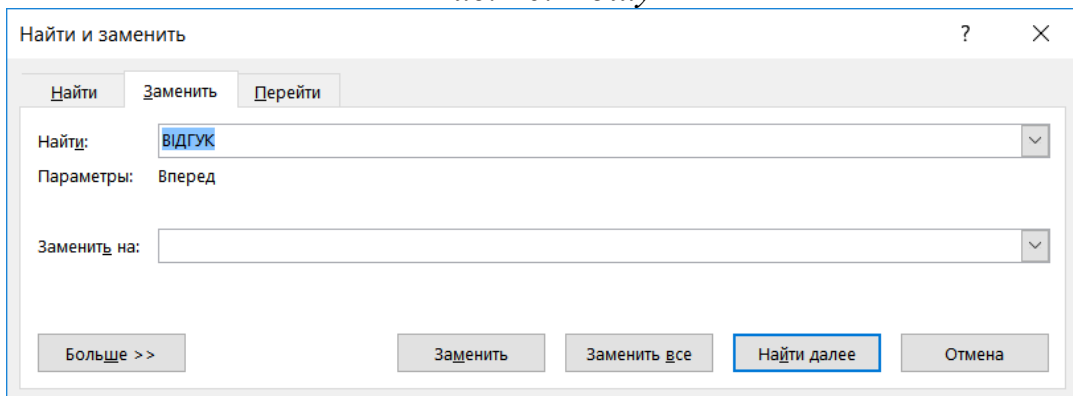 Найти и заменить ?
Найти Заменить Перейти
Найти: ВІДГУК
Параметры: Вперед
Заменить на:
Больше >> Заменить Заменить все Найти далее Отмена